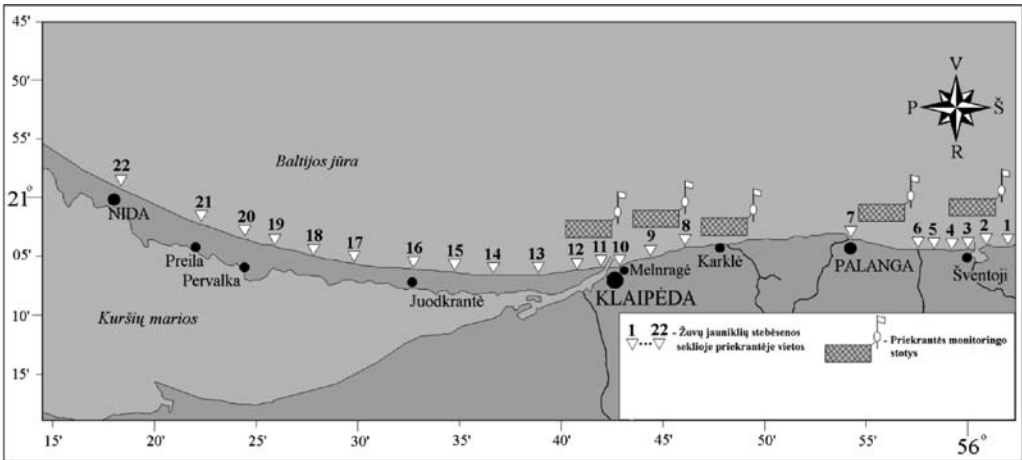 45'
50'
55'
21°
05'
10'
15'
V
P
Š
R
Baltijos jūra
22
21
20
19
18
17
16
15
14
13
12
11
10
9
8
7
6
5
4
3
2
1
NIDA
Preila
Pervalka
Juodkrantė
Melnragė
KLAIPĖDA
Karklė
PALANGA
Šventoji
Kuršių marios
1 22 - Žuvų jauniklių stebėsenos
seklioje priekrantėje vietos
- Priekrantės monitoringo
stotys
15' 20' 25' 30' 35' 40' 45' 50' 55' 56°